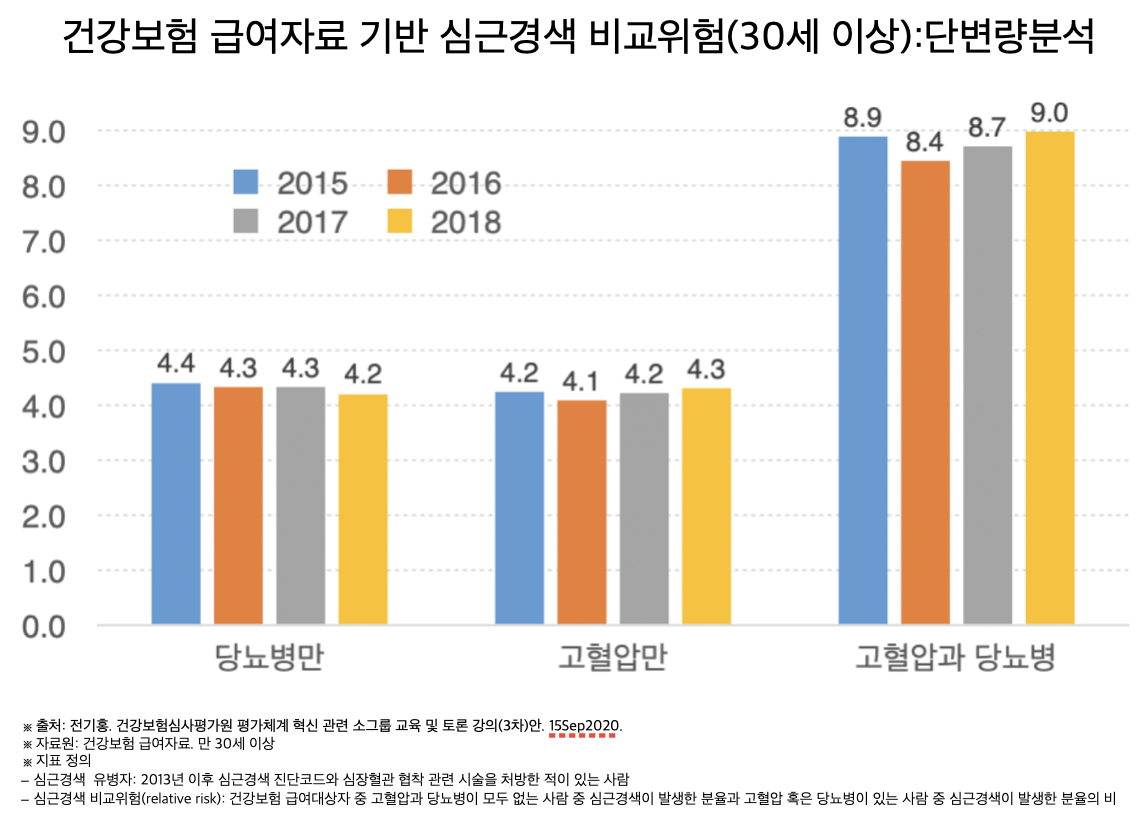 건강보험 급여자료 기반 심근경색 비교위험(30세 이상):단변량분석
9.0
8.0
7.0
6.0
5.0
4.0
3.0
2.0
1.0
0.0
2015 2016
2017 2018
4.4 4.3 4.3 4.2
4.2 4.1 4.2 4.3
8.9 8.4 8.7 9.0
당뇨병만 고혈압만 고혈압과 당뇨병
※ 출처: 전기홍. 건강보험심사평가원 평가체계 혁신 관련 소그룹 교육 및 토론 강의(3차)안. 15Sep2020.
※ 자료원: 건강보험 급여자료. 만 30세 이상
※ 지표 정의
– 심근경색 유병자: 2013년 이후 심근경색 진단코드와 심장혈관 협착 관련 시술을 처방한 적이 있는 사람
– 심근경색 비교위험(relative risk): 건강보험 급여대상자 중 고혈압과 당뇨병이 모두 없는 사람 중 심근경색이 발생한 분율과 고혈압 혹은 당뇨병이 있는 사람 중 심근경색이 발생한 분율의 비